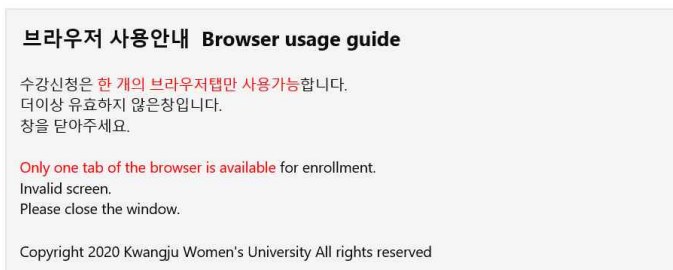 브라우저 사용안내 Browser usage guide
수강신청은 한 개의 브라우저탭만 사용가능합니다.
더이상 유효하지 않은창입니다.
창을 닫아주세요.
Only one tab of the browser is available for enrollment.
Invalid screen.
Please close the window.
Copyright 2020 Kwangju Women's University All rights reserved